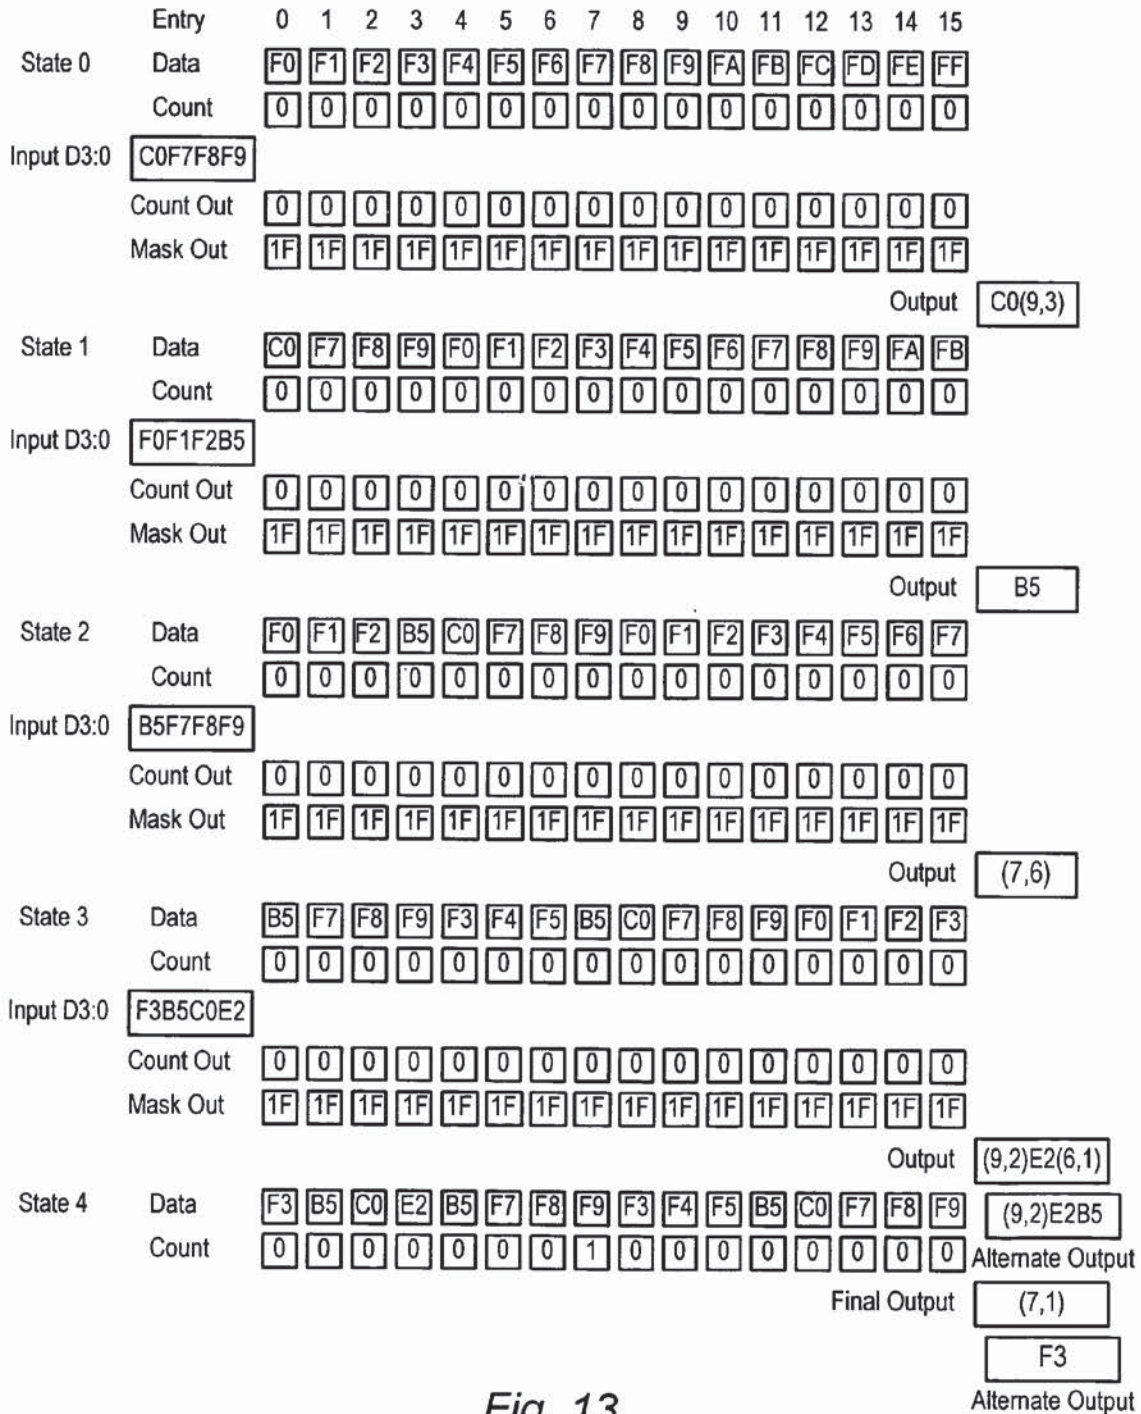 Entry 0 1 2 3 4 5 6 7 8 9 10 11 12 13 14 15
State 0 Data F0 F1 F2 F3 F4 F5 F6 F7 F8 F9 FA FB FC FD FE FF
Count 0 0 0 0 0 0 0 0 0 0 0 0 0 0 0 0
Input D3:0 C0F7F8F9
Count Out 0 0 0 0 0 0 0 0 0 0 0 0 0 0 0 0
Mask Out 1F 1F 1F 1F 1F 1F 1F 1F 1F 1F 1F 1F 1F 1F 1F 1F
Output C0(9,3)
State 1 Data C0 F7 F8 F9 F0 F1 F2 F3 F4 F5 F6 F7 F8 F9 FA FB
Count 0 0 0 0 0 0 0 0 0 0 0 0 0 0 0 0
Input D3:0 F0F1F2B5
Count Out 0 0 0 0 0 0 0 0 0 0 0 0 0 0 0 0
Mask Out 1F 1F 1F 1F 1F 1F 1F 1F 1F 1F 1F 1F 1F 1F 1F 1F
Output B5
State 2 Data F0 F1 F2 B5 C0 F7 F8 F9 F0 F1 F2 F3 F4 F5 F6 F7
Count 0 0 0 0 0 0 0 0 0 0 0 0 0 0 0 0
Input D3:0 B5F7F8F9
Count Out 0 0 0 0 0 0 0 0 0 0 0 0 0 0 0 0
Mask Out 1F 1F 1F 1F 1F 1F 1F 1F 1F 1F 1F 1F 1F 1F 1F 1F
Output (7,6)
State 3 Data B5 F7 F8 F9 F3 F4 F5 B5 C0 F7 F8 F9 F0 F1 F2 F3
Count 0 0 0 0 0 0 0 0 0 0 0 0 0 0 0 0
Input D3:0 F3B5C0E2
Count Out 0 0 0 0 0 0 0 0 0 0 0 0 0 0 0 0
Mask Out 1F 1F 1F 1F 1F 1F 1F 1F 1F 1F 1F 1F 1F 1F 1F 1F
Output (9,2)E2(6,1)
State 4 Data F3 B5 C0 E2 B5 F7 F8 F9 F3 F4 F5 B5 C0 F7 F8 F9 (9,2)E2B5
Count 0 0 0 0 0 0 0 1 0 0 0 0 0 0 0 0 Alternate Output
Final Output (7,1)
F3
Alternate Output
Fig. 13